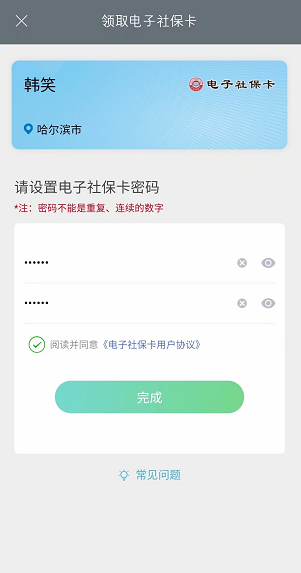 领取电子社保卡
韩笑
电子社保卡
哈尔滨市
请设置电子社保卡密码
*注：密码不能是重复、连续的数字
••••••
••••••
阅读并同意《电子社保卡用户协议》
完成
常见问题